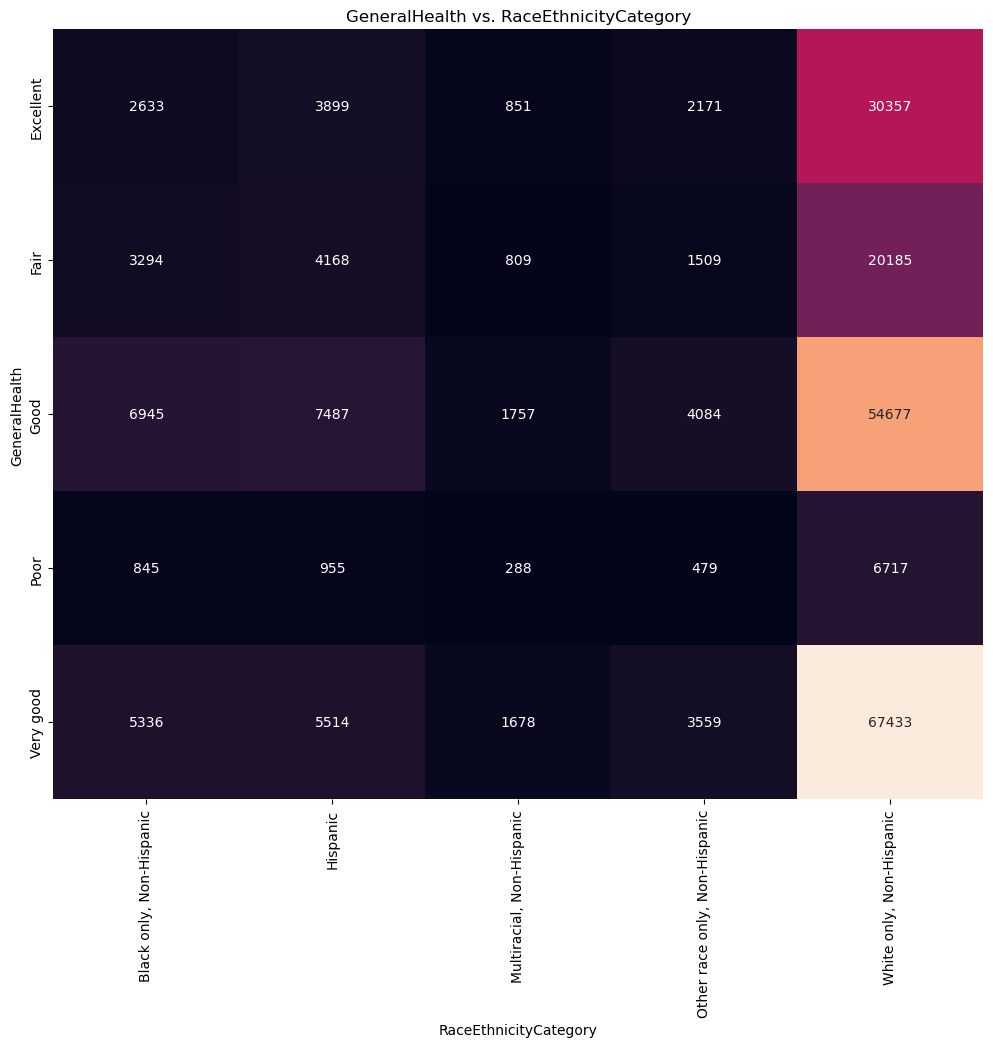 GeneralHealth vs. RaceEthnicityCategory
GeneralHealth
Excellent
2633 3899 851 2171 30357
Fair
3294 4168 809 1509 20185
Good
6945 7487 1757 4084 54677
Poor
845 955 288 479 6717
Very good
5336 5514 1678 3559 67433
Black only, Non-Hispanic
Hispanic
Multiracial, Non-Hispanic
Other race only, Non-Hispanic
White only, Non-Hispanic
RaceEthnicityCategory